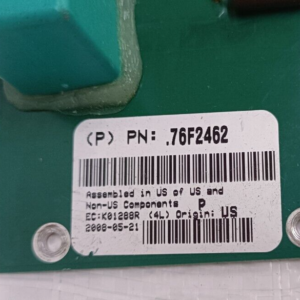 (P) PN: .76F2462
Assembled in US of US and
Non-US Components P
EC:K01288R (4L) Origin: US
2008-05-21